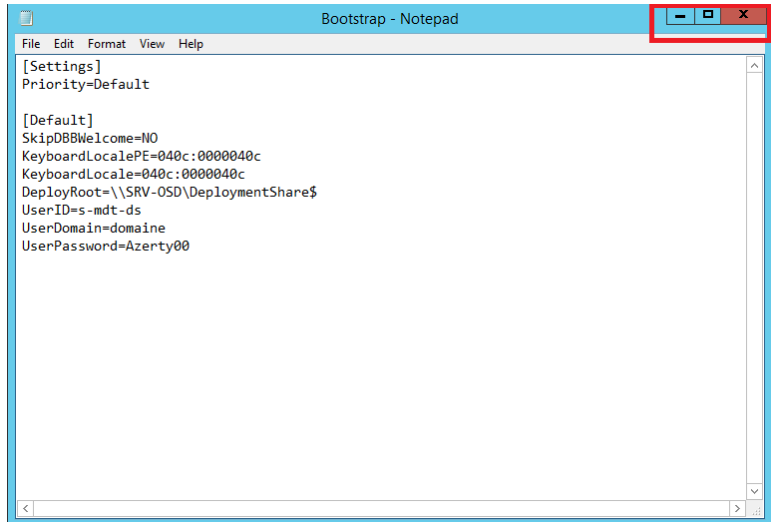 Bootstrap - Notepad
File Edit Format View Help
[Settings]
Priority=Default
[Default]
SkipDBBWelcome=NO
KeyboardLocalePE=040c:0000040c
KeyboardLocale=040c:0000040c
DeployRoot=\\SRV-OSD\DeploymentShare$
UserID=s-mdt-ds
UserDomain=domaine
UserPassword=Azerty00